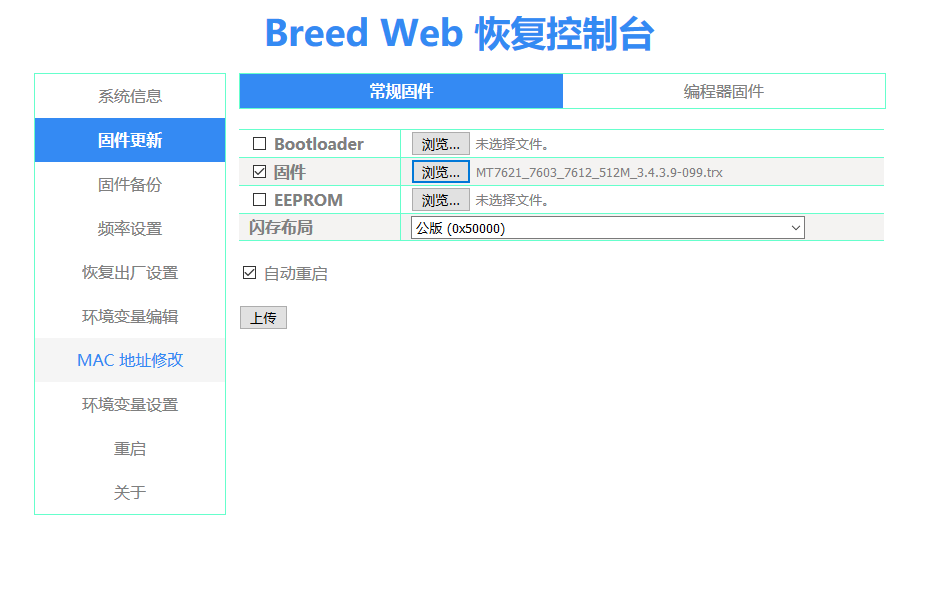 Breed Web 恢复控制台
系统信息
固件更新
固件备份
频率设置
恢复出厂设置
环境变量编辑
MAC 地址修改
环境变量设置
重启
关于
常规固件 编程器固件
Bootloader 浏览... 未选择文件。
固件 浏览... MT7621_7603_7612_512M_3.4.3.9-099.trx
EEPROM 浏览... 未选择文件。
闪存布局 公版 (0x50000)
自动重启
上传